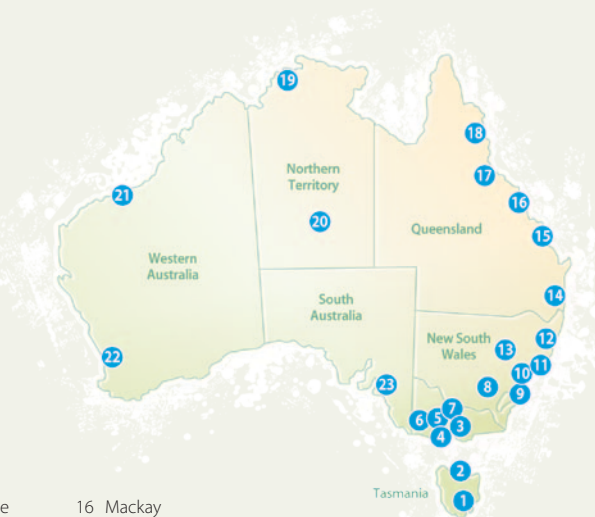 19
18
Northern
Territory
17
21
16
20
Queensland
15
Western
Australia
14
South
Australia
New South
Wales
12
13
22
11
10
23
8
9
7
6
5
3
4
2
Tasmania
1
e
16 Mackay